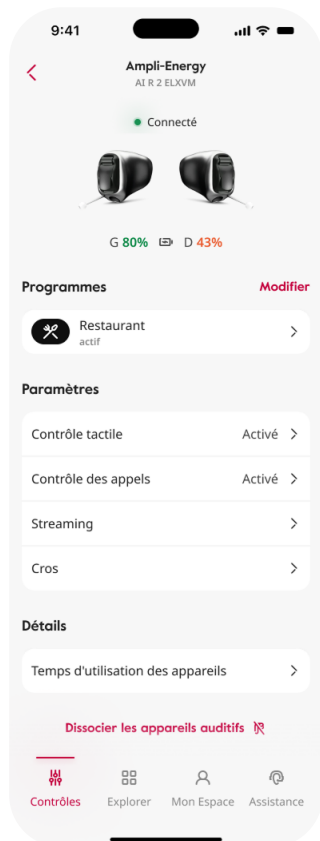 9:41
Ampli-Energy
AI R 2 ELXVM
Connecté
G 80% D 43%
Programmes Modifier
Restaurant
actif
Paramètres
Contrôle tactile Activé
Contrôle des appels Activé
Streaming
Cros
Détails
Temps d'utilisation des appareils
Dissocier les appareils auditifs
Contrôles Explorer Mon Espace Assistance